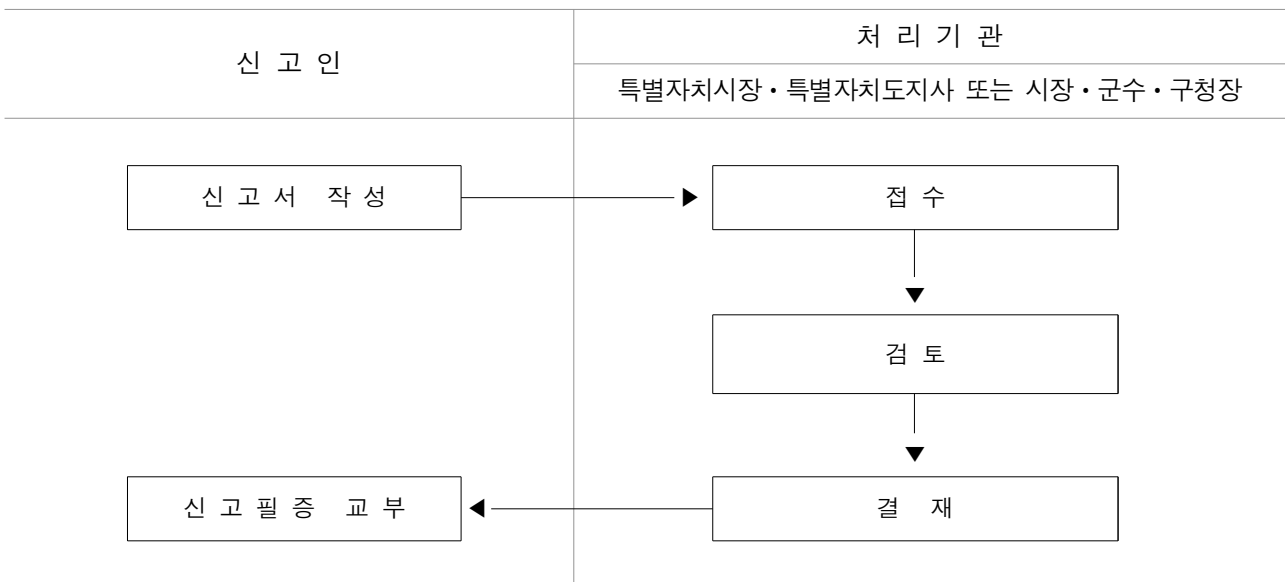 신 고 인
처 리 기 관
특별자치시장·특별자치도지사 또는 시장·군수·구청장
신 고 서 작 성
접 수
검 토
신 고 필 증 교 부
결 재